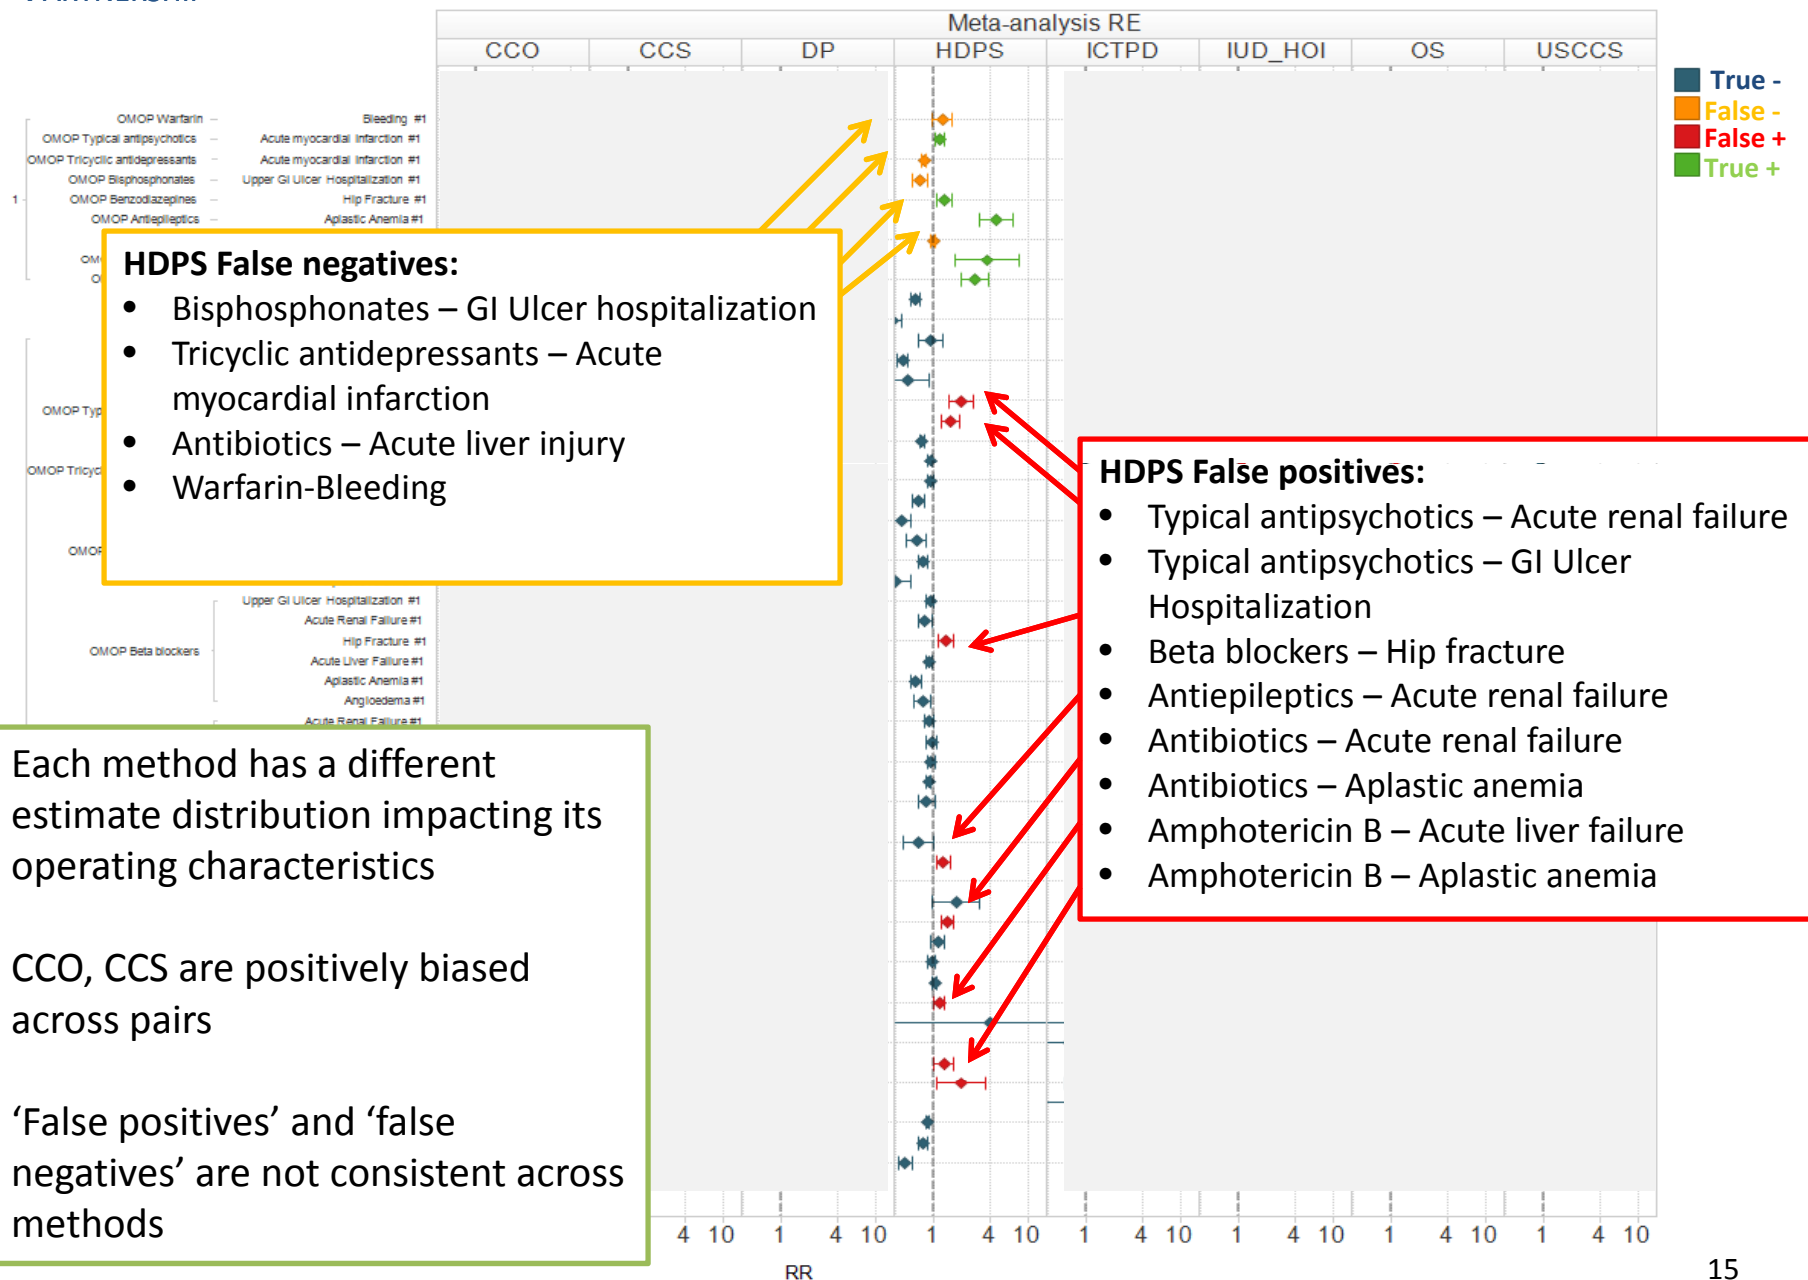 Meta-analysis RE
CCO CCS DP HDPS ICTPD IUD_HOI OS USCCS
True -
False -
False +
True +
OMOP Warfarin Bleeding #1
OMOP Typical antipsychotics Acute myocardial Infarction #1
OMOP Tricyclic antidepressants Acute myocardial Infarction #1
OMOP Bisphosphonates Upper GI Ulcer Hospitalization #1
1 OMOP Benzodiazepines Hip Fracture #1
OMOP Antiepileptics Aplastic Anemia #1
HDPS False negatives:
• Bisphosphonates – GI Ulcer hospitalization
• Tricyclic antidepressants – Acute
myocardial infarction
• Antibiotics – Acute liver injury
• Warfarin-Bleeding
OMOP Typ
OMOP Tricyc
HDPS False positives:
• Typical antipsychotics – Acute renal failure
• Typical antipsychotics – GI Ulcer
Hospitalization
• Beta blockers – Hip fracture
• Antiepileptics – Acute renal failure
• Antibiotics – Acute renal failure
• Antibiotics – Aplastic anemia
• Amphotericin B – Acute liver failure
• Amphotericin B – Aplastic anemia
Upper GI Ulcer Hospitalization #1
Acute Renal Failure #1
Hip Fracture #1
OMOP Beta blockers
Acute Liver Failure #1
Aplastic Anemia #1
Angioedema #1
Acute Renal Failure #1
Each method has a different
estimate distribution impacting its
operating characteristics
CCO, CCS are positively biased
across pairs
‘False positives’ and ‘false
negatives’ are not consistent across
methods
4 10 1 4 10 1 4 10 1 4 10 1 4 10 1 4 10 1 4 10
RR
15